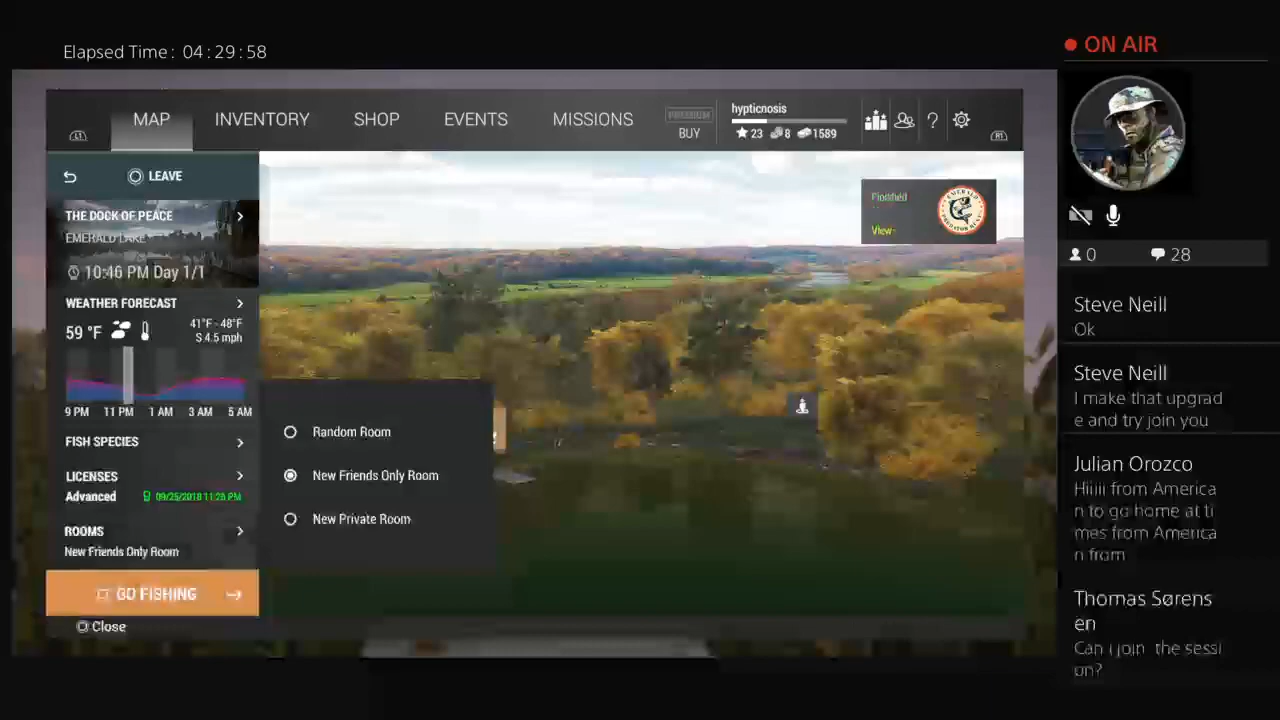 Elapsed Time: 04:29:58
ON AIR
MAP
INVENTORY
SHOP
EVENTS
MISSIONS
PREMIUM
BUY
hypticnosis
23 8 1589
?
R1
LEAVE
THE DOCK OF PEACE
EMERALD LAKE
10:46 PM Day 1/1
WEATHER FORECAST
59 °F
41°F - 48°F
S 4.5 mph
9 PM 11 PM 1 AM 3 AM 5 AM
FISH SPECIES
LICENSES
Advanced 09/25/2018 11:26 PM
ROOMS
New Friends Only Room
GO FISHING
Close
Random Room
New Friends Only Room
New Private Room
View
EMERALD
0 28
Steve Neill
Ok
Steve Neill
I make that upgrad
e and try join you
Julian Orozco
Hiiiii from America
n to go home at ti
mes from America
n from
Thomas Sørens
en
Can i join the sessi
on?